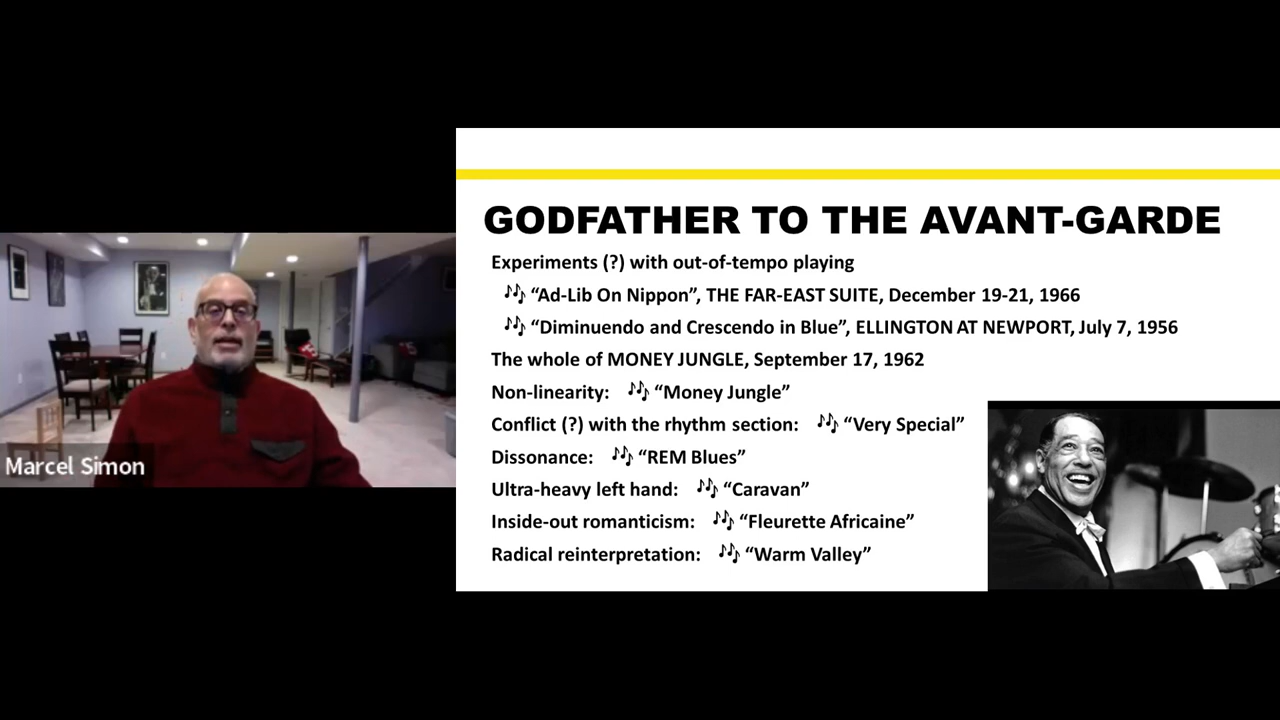 GODFATHER TO THE AVANT-GARDE
Experiments (?) with out-of-tempo playing
🎶 “Ad-Lib On Nippon”, THE FAR-EAST SUITE, December 19-21, 1966
🎶 “Diminuendo and Crescendo in Blue”, ELLINGTON AT NEWPORT, July 7, 1956
The whole of MONEY JUNGLE, September 17, 1962
Non-linearity: 🎶 “Money Jungle”
Conflict (?) with the rhythm section: 🎶 “Very Special”
Dissonance: 🎶 “REM Blues”
Ultra-heavy left hand: 🎶 “Caravan”
Inside-out romanticism: 🎶 “Fleurette Africaine”
Radical reinterpretation: 🎶 “Warm Valley”
Marcel Simon